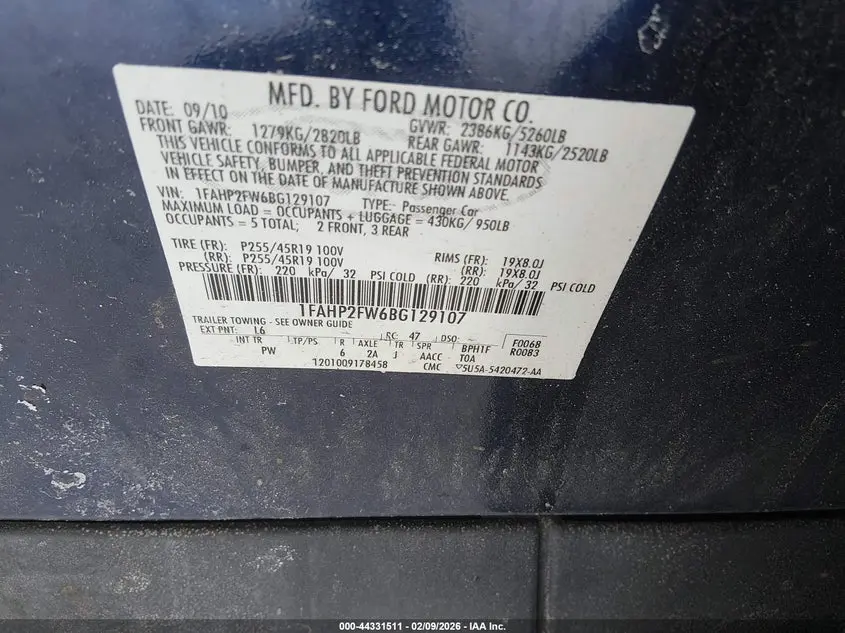 MFD. BY FORD MOTOR CO.
DATE: 09/10 GVWR: 2386KG/5260LB
FRONT GAWR: 1279KG/2820LB REAR GAWR: 1143KG/2520LB
THIS VEHICLE CONFORMS TO ALL APPLICABLE FEDERAL MOTOR
VEHICLE SAFETY, BUMPER, AND THEFT PREVENTION STANDARDS
IN EFFECT ON THE DATE OF MANUFACTURE SHOWN ABOVE.
VIN: 1FAHP2FW6BG129107 TYPE: Passenger Car
MAXIMUM LOAD = OCCUPANTS + LUGGAGE = 430KG/ 950LB
OCCUPANTS = 5 TOTAL; 2 FRONT, 3 REAR
TIRE (FR): P255/45R19 100V RIMS (FR): 19X8.0J
(RR): P255/45R19 100V (RR): 19X8.0J
PRESSURE (FR): 220 kPa/ 32 PSI COLD (RR): 220 kPa/ 32 PSI COLD
1FAHP2FW6BG129107
TRAILER TOWING - SEE OWNER GUIDE
EXT PNT: L6 RC: 47 DSO: F0068
INT TR TP/PS R AXLE TR SPR BPH1F R0083
PW 6 2A J AACC T0A
1201009178458 CMC 5U5A-5420472-AA
000-44331511 - 02/09/2026 - IAA Inc.